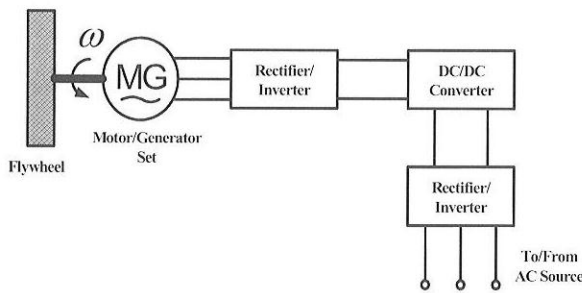 ω
MG
Rectifier/
Inverter
DC/DC
Converter
Motor/Generator
Set
Flywheel
Rectifier/
Inverter
To/From
AC Source